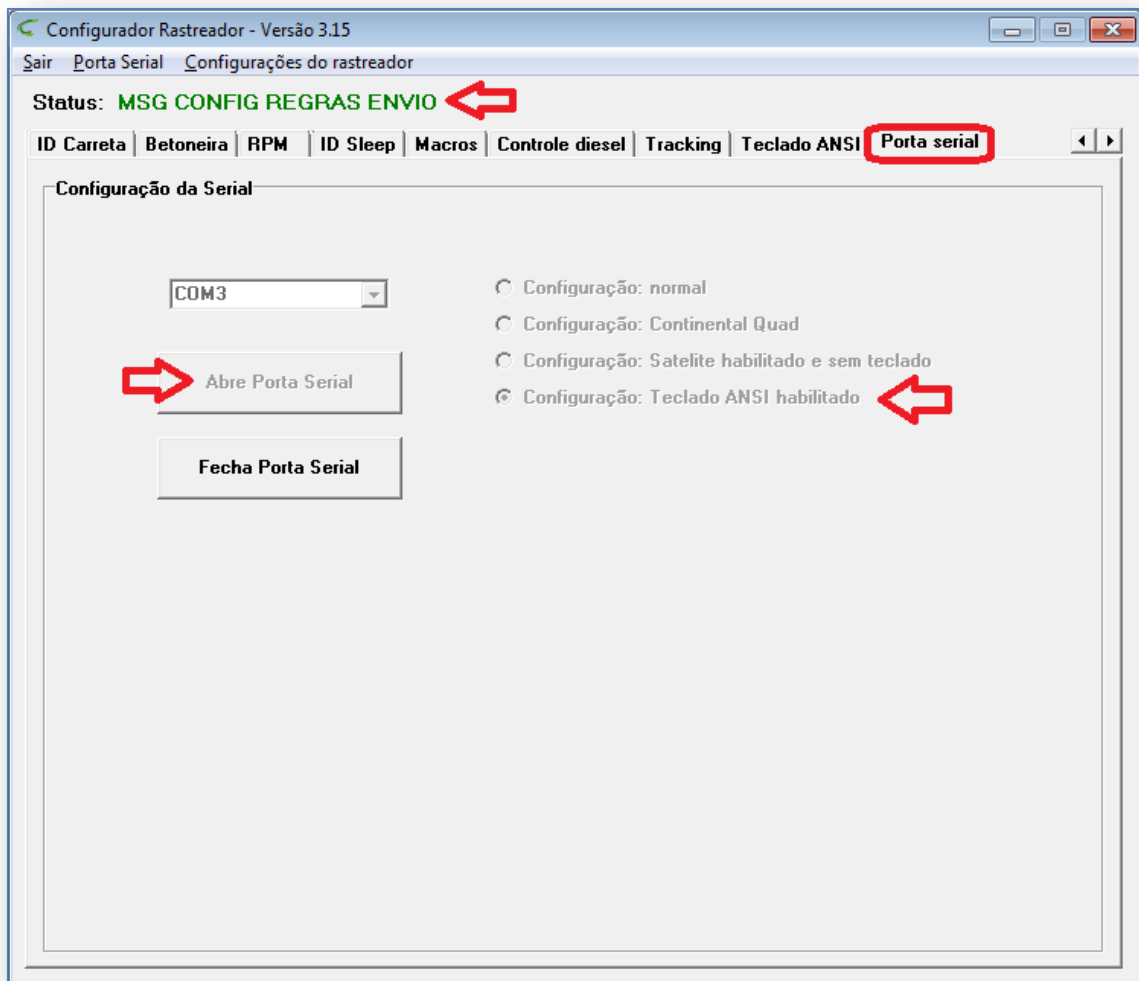 Configurador Rastreador - Versão 3.15
Sair Porta Serial Configurações do rastreador
Status: MSG CONFIG REGRAS ENVIO
ID Carreta Betoneira RPM ID Sleep Macros Controle diesel Tracking Teclado ANSI Porta serial
Configuração da Serial
COM3
Configuração: normal
Configuração: Continental Quad
Configuração: Satelite habilitado e sem teclado
Abre Porta Serial
Configuração: Teclado ANSI habilitado
Fecha Porta Serial